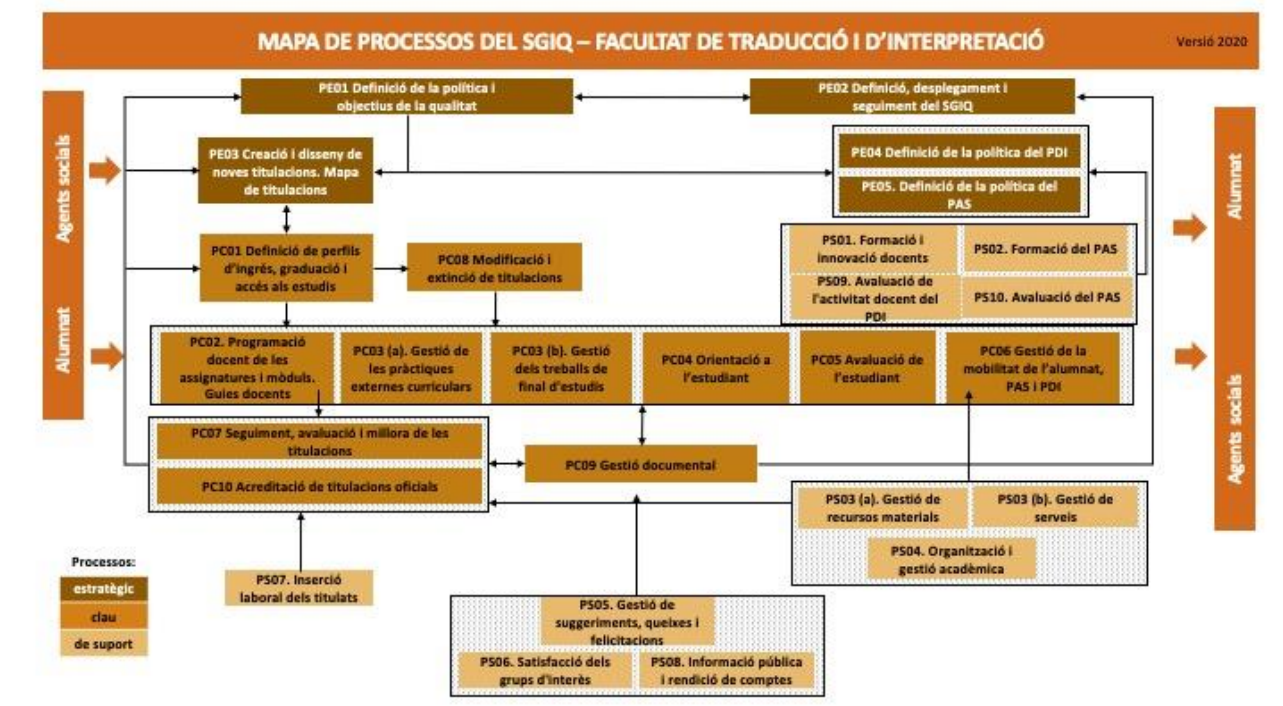 MAPA DE PROCESSOS DEL SGIQ – FACULTAT DE TRADUCCIÓ I D'INTERPRETACIÓ
Versió 2020
Agents socials
Alumnat
PE01 Definició de la política i
objectius de la qualitat
PE02 Definició, desplegament i
seguiment del SGIQ
PE03 Creació i disseny de
noves titulacions. Mapa
de titulacions
PE04 Definició de la política del PDI
PE05. Definició de la política del
PAS
PC01 Definició de perfils
d'ingrés, graduació i
accés als estudis
PC08 Modificació i
extinció de titulacions
PS01. Formació i
innovació docents
PS02. Formació del PAS
PS09. Avaluació de
l'activitat docent del
PDI
PS10. Avaluació del PAS
PC02. Programació
docent de les
assignatures i mòduls.
Guies docents
PC03 (a). Gestió de
les pràctiques
externes curriculars
PC03 (b). Gestió
dels treballs de
final d'estudis
PC04 Orientació a
l'estudiant
PC05 Avaluació de
l'estudiant
PC06 Gestió de la
mobilitat de l'alumnat,
PAS i PDI
PC07 Seguiment, avaluació i millora de les
titulacions
PC10 Acreditació de titulacions oficials
PC09 Gestió documental
PS03 (a). Gestió de
recursos materials
PS03 (b). Gestió de
serveis
PS04. Organització i
gestió acadèmica
PS07. Inserció
laboral dels titulats
PS05. Gestió de
suggeriments, queixes i
felicitacions
PS06. Satisfacció dels
grups d'interès
PS08. Informació pública
i rendició de comptes
Processos:
estratègic
clau
de suport
Alumnat
Agents socials